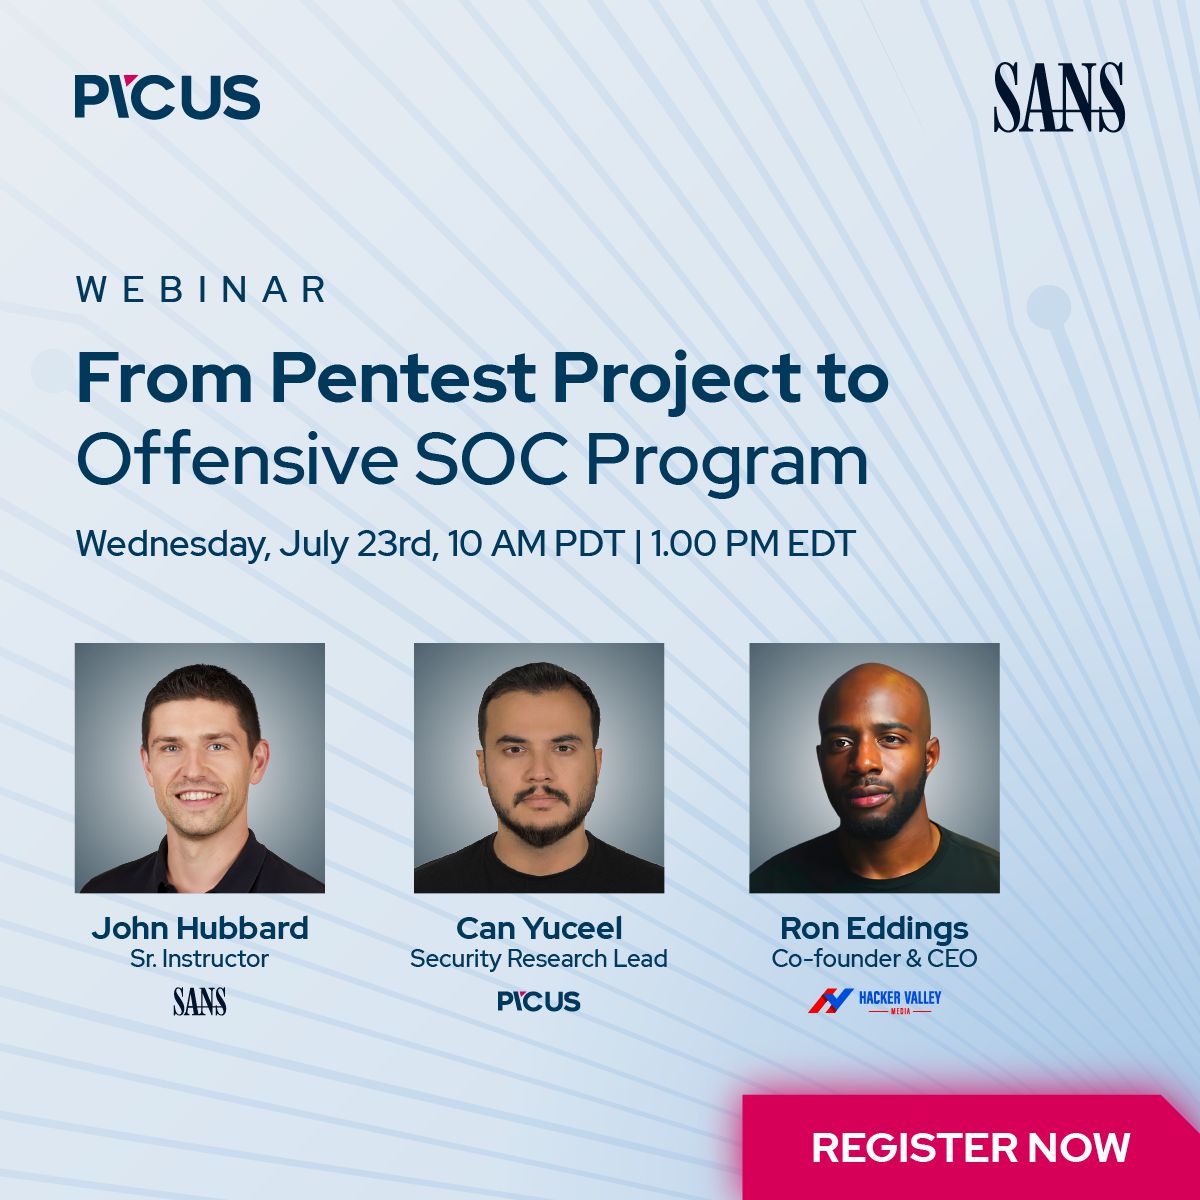 PICUS
SANS
WEBINAR
From Pentest Project to
Offensive SOC Program
Wednesday, July 23rd, 10 AM PDT | 1.00 PM EDT
John Hubbard
Sr. Instructor
SANS
Can Yuceel
Security Research Lead
PICUS
Ron Eddings
Co-founder & CEO
HACKER VALLEY
MEDIA
REGISTER NOW